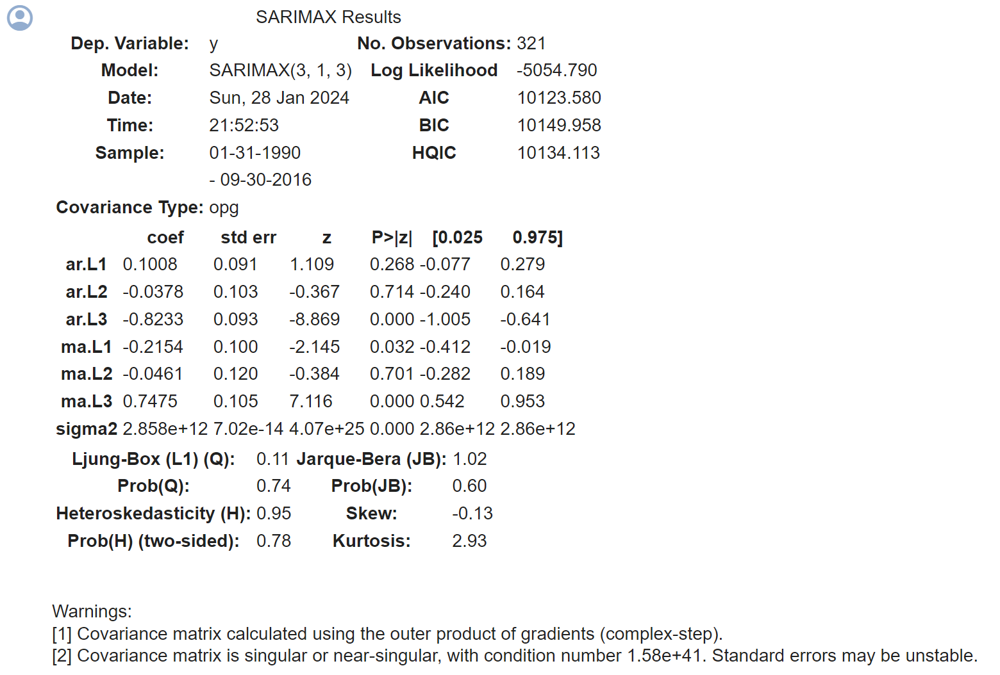 SARIMAX Results
Dep. Variable: y No. Observations: 321
Model: SARIMAX(3, 1, 3) Log Likelihood -5054.790
Date: Sun, 28 Jan 2024 AIC 10123.580
Time: 21:52:53 BIC 10149.958
Sample: 01-31-1990 HQIC 10134.113
- 09-30-2016
Covariance Type: opg
coef std err z P>|z| [0.025 0.975]
ar.L1 0.1008 0.091 1.109 0.268 -0.077 0.279
ar.L2 -0.0378 0.103 -0.367 0.714 -0.240 0.164
ar.L3 -0.8233 0.093 -8.869 0.000 -1.005 -0.641
ma.L1 -0.2154 0.100 -2.145 0.032 -0.412 -0.019
ma.L2 -0.0461 0.120 -0.384 0.701 -0.282 0.189
ma.L3 0.7475 0.105 7.116 0.000 0.542 0.953
sigma2 2.858e+12 7.02e-14 4.07e+25 0.000 2.86e+12 2.86e+12
Ljung-Box (L1) (Q): 0.11 Jarque-Bera (JB): 1.02
Prob(Q): 0.74 Prob(JB): 0.60
Heteroskedasticity (H): 0.95 Skew: -0.13
Prob(H) (two-sided): 0.78 Kurtosis: 2.93
Warnings:
[1] Covariance matrix calculated using the outer product of gradients (complex-step).
[2] Covariance matrix is singular or near-singular, with condition number 1.58e+41. Standard errors may be unstable.